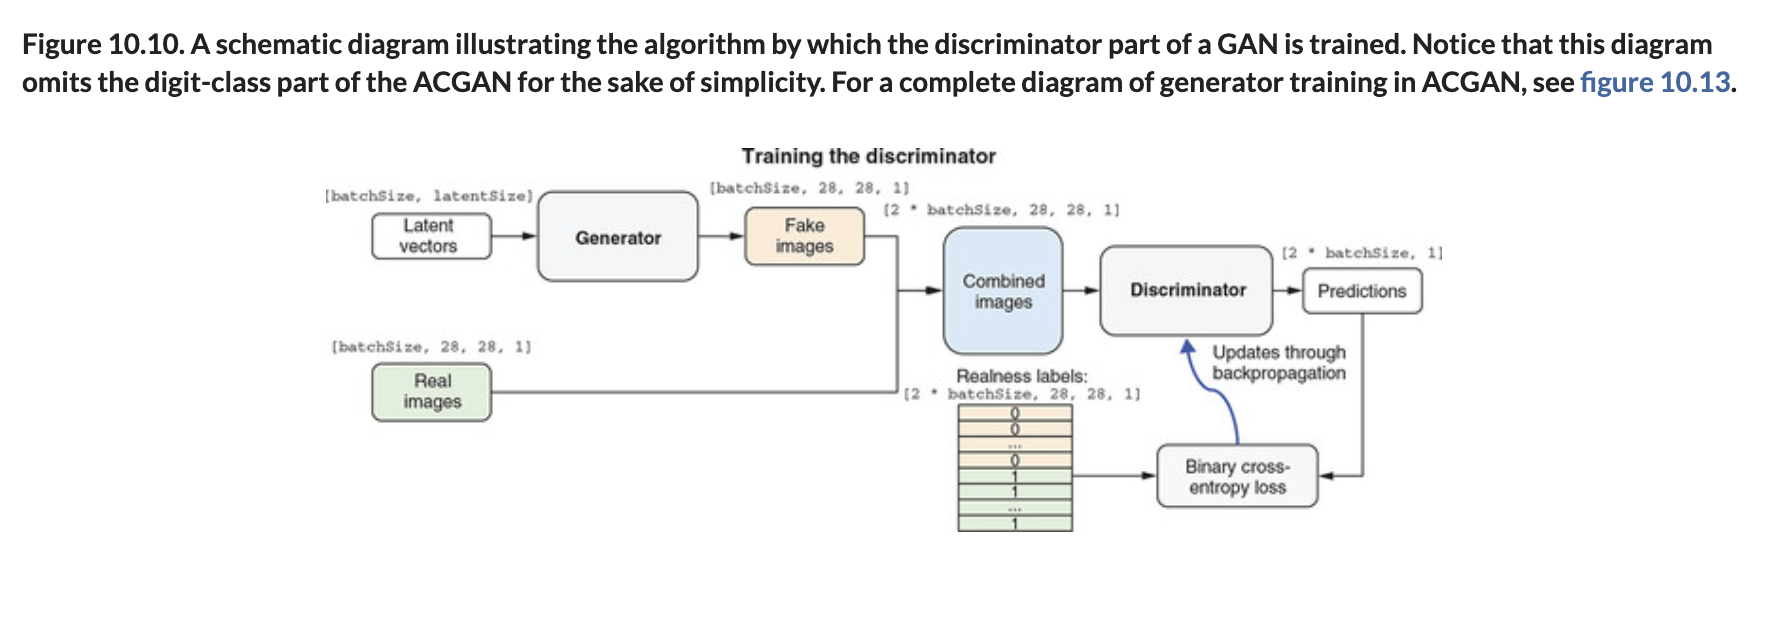 Figure 10.10. A schematic diagram illustrating the algorithm by which the discriminator part of a GAN is trained. Notice that this diagram
omits the digit-class part of the ACGAN for the sake of simplicity. For a complete diagram of generator training in ACGAN, see figure 10.13.
Training the discriminator
[batchSize, latentSize]
Latent
vectors
Generator
[batchSize, 28, 28, 1]
Fake
images
[2 * batchSize, 28, 28, 1]
Combined
images
Discriminator
[2 * batchSize, 1]
Predictions
[batchSize, 28, 28, 1]
Real
images
Updates through
backpropagation
Realness labels:
[2 * batchSize, 28, 28, 1]
0
0
...
0
1
1
...
1
Binary cross-
entropy loss